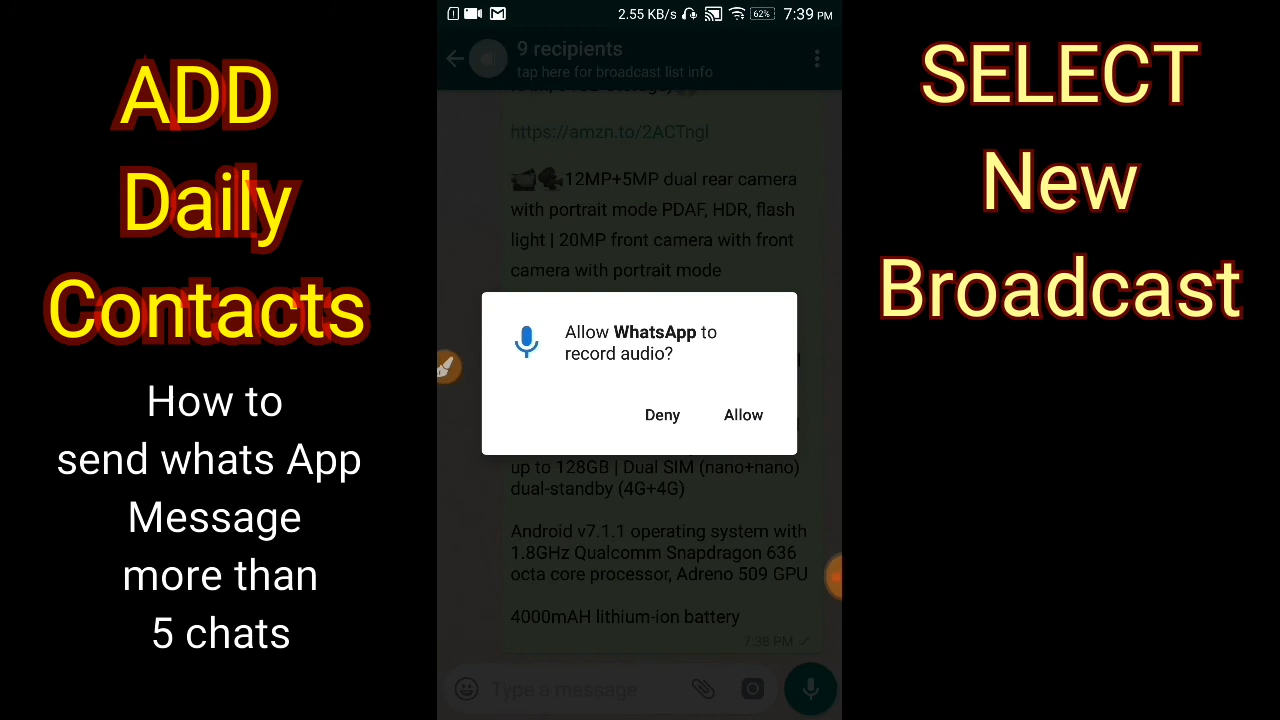 ADD
Daily
Contacts
How to
send whats App
Message
more than
5 chats
2.55 KB/s 62% 7:39 PM
9 recipients
tap here for broadcast list info
https://amzn.to/2ACTngl
12MP+5MP dual rear camera
with portrait mode PDAF, HDR, flash
light | 20MP front camera with front
camera with portrait mode
Allow WhatsApp to
record audio?
Deny Allow
up to 128GB | Dual SIM (nano+nano)
dual-standby (4G+4G)
Android v7.1.1 operating system with
1.8GHz Qualcomm Snapdragon 636
octa core processor, Adreno 509 GPU
4000mAH lithium-ion battery
7:38 PM
Type a message
SELECT
New
Broadcast